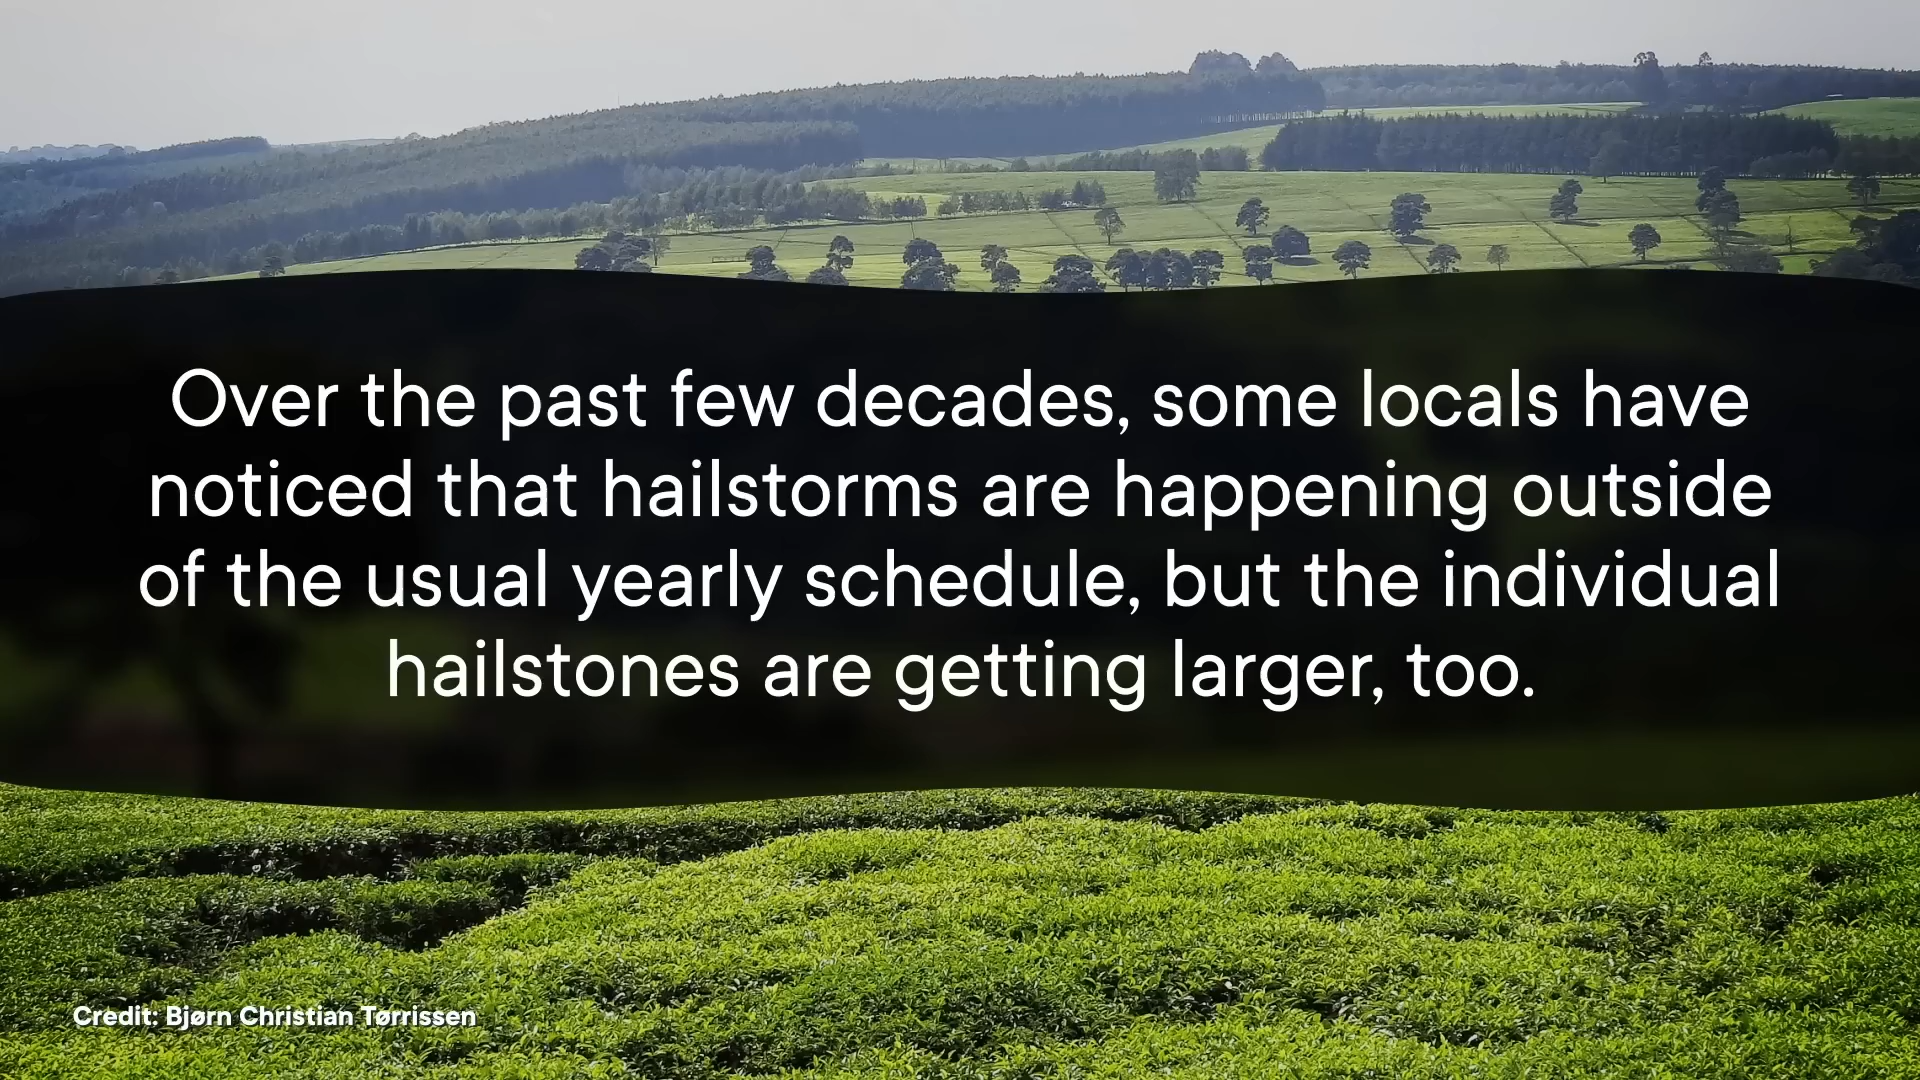 Over the past few decades, some locals have
noticed that hailstorms are happening outside
of the usual yearly schedule, but the individual
hailstones are getting larger, too.
Credit: Bjørn Christian Tørrissen